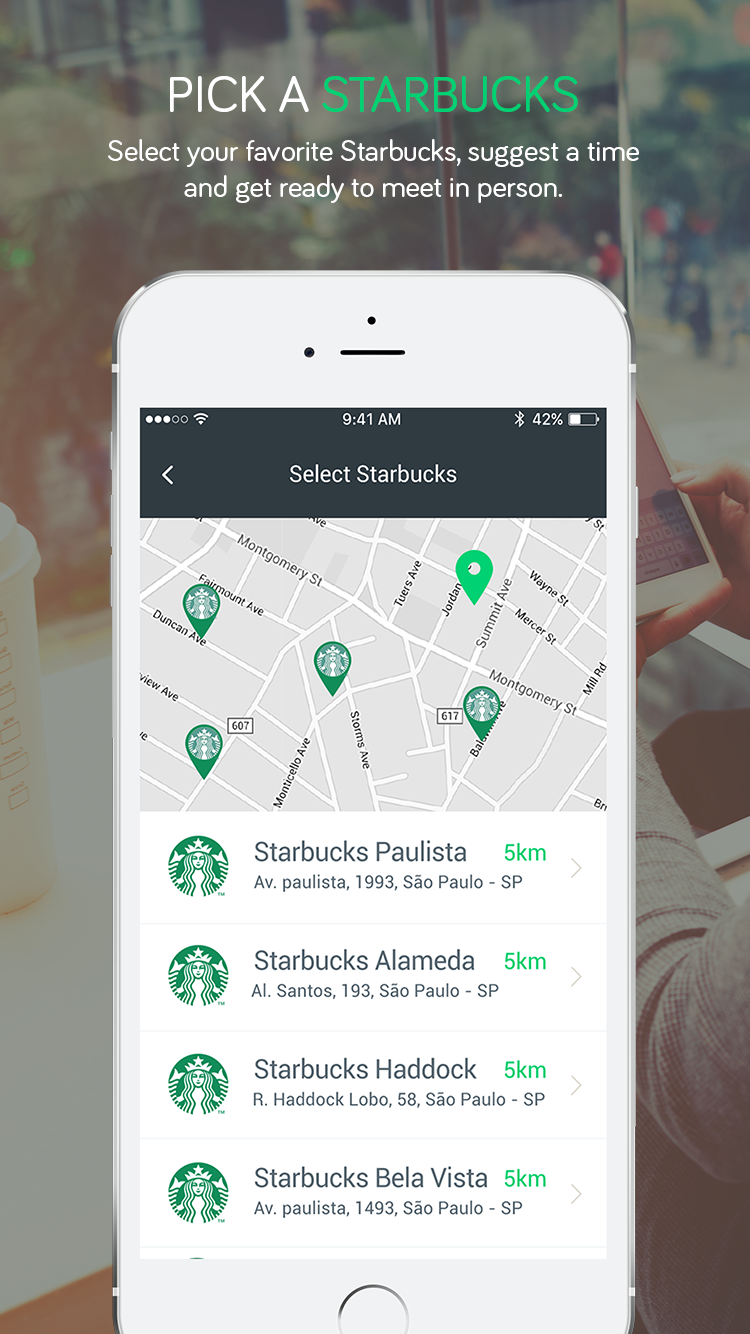 PICK A STARBUCKS
Select your favorite Starbucks, suggest a time
and get ready to meet in person.
9:41 AM
42%
Select Starbucks
Montgomery St
Fairmount Ave
Duncan Ave
Tuers Ave
Jordan
Summit Ave
Wayne St
Mercer St
Mill Rd
Montgomery St
view Ave
607
617
Storms Ave
Monticello Ave
Starbucks Paulista 5km
Av. paulista, 1993, São Paulo - SP
Starbucks Alameda 5km
Al. Santos, 193, São Paulo - SP
Starbucks Haddock 5km
R. Haddock Lobo, 58, São Paulo - SP
Starbucks Bela Vista 5km
Av. paulista, 1493, São Paulo - SP